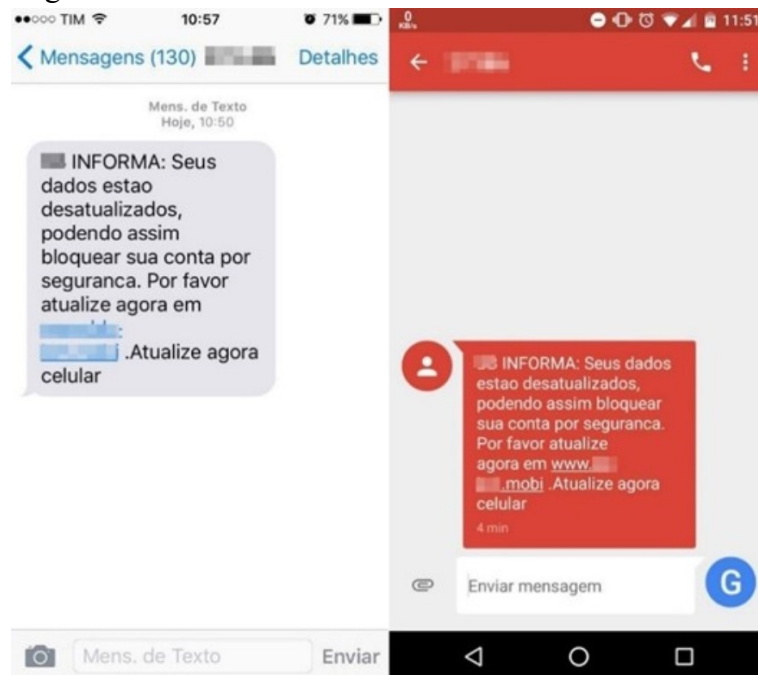 TIM 10:57 71%
Mensagens (130) Detalhes
Mens. de Texto
Hoje, 10:50
INFORMA: Seus
dados estao
desatualizados,
podendo assim
bloquear sua conta por
seguranca. Por favor
atualize agora em
.Atualize agora
celular
Mens. de Texto Enviar
0
KB/s 11:51
INFORMA: Seus dados
estao desatualizados,
podendo assim bloquear
sua conta por seguranca.
Por favor atualize
agora em www.
.mobi .Atualize agora
celular
4 min
Enviar mensagem
G